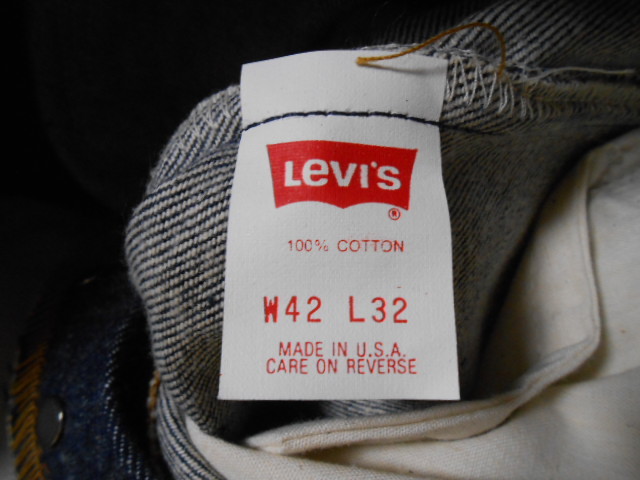 LEVI'S
®
100% COTTON
W42 L32
MADE IN U.S.A.
CARE ON REVERSE